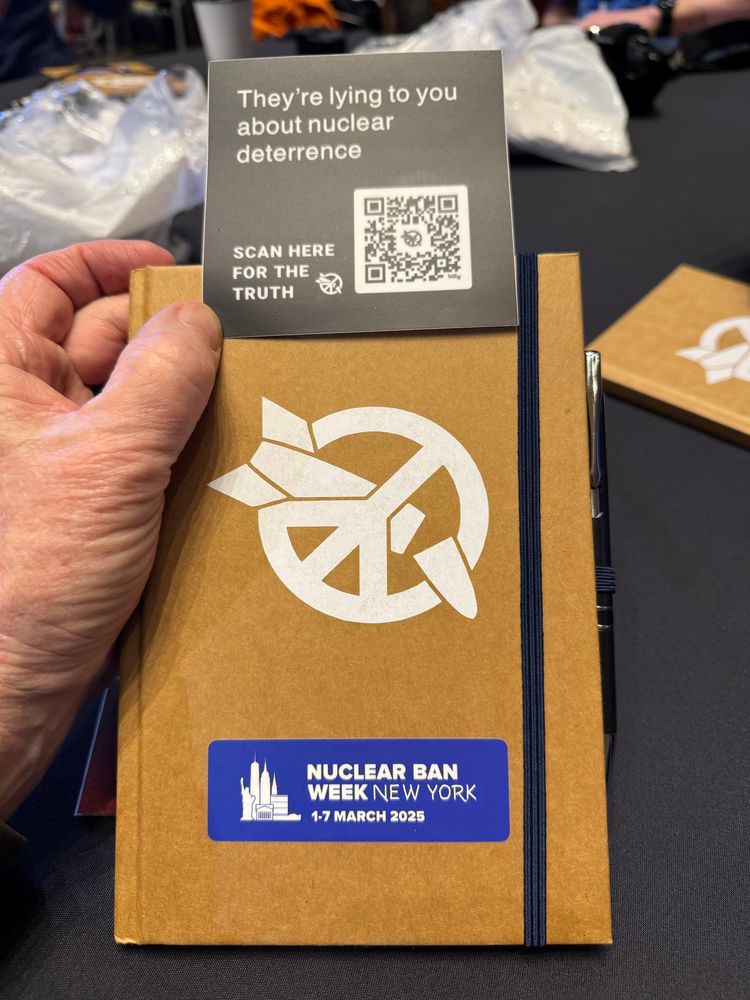 They're lying to you
about nuclear
deterrence
SCAN HERE
FOR THE
TRUTH
NUCLEAR BAN
WEEK NEW YORK
1-7 MARCH 2025